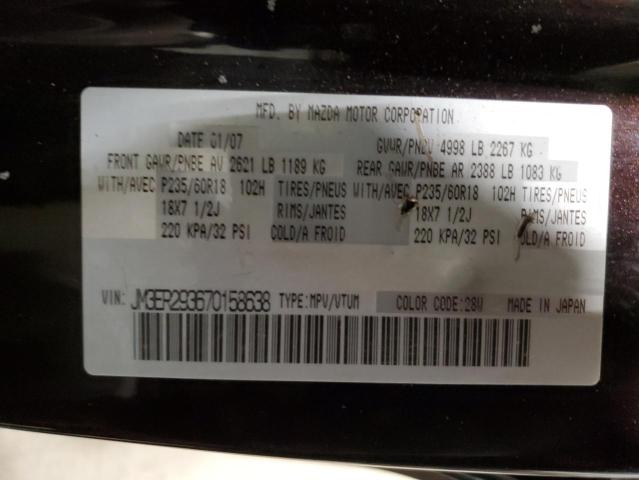 MFD. BY MAZDA MOTOR CORPORATION
DATE 01/07 GVWR/PNBV 4998 LB 2267 KG
FRONT GAWR/PNBE AV 2621 LB 1189 KG REAR GAWR/PNBE AR 2388 LB 1083 KG
WITH/AVEC P235/60R18 102H TIRES/PNEUS WITH/AVEC P235/60R18 102H TIRES/PNEUS
18X7 1/2J RIMS/JANTES 18X7 1/2J RIMS/JANTES
220 KPA/32 PSI COLD/A FROID 220 KPA/32 PSI COLD/A FROID
VIN: JM3ER293670158638 TYPE:MPV/VTUM COLOR CODE:28W MADE IN JAPAN